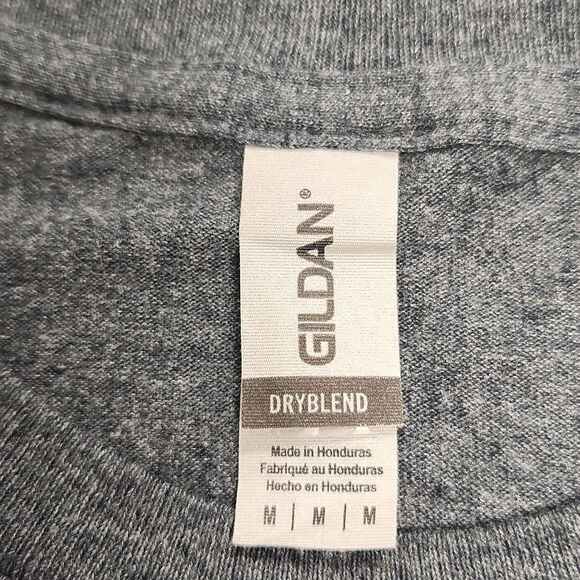 GILDAN®
DRYBLEND
Made in Honduras
Fabriqué au Honduras
Hecho en Honduras
M | M | M